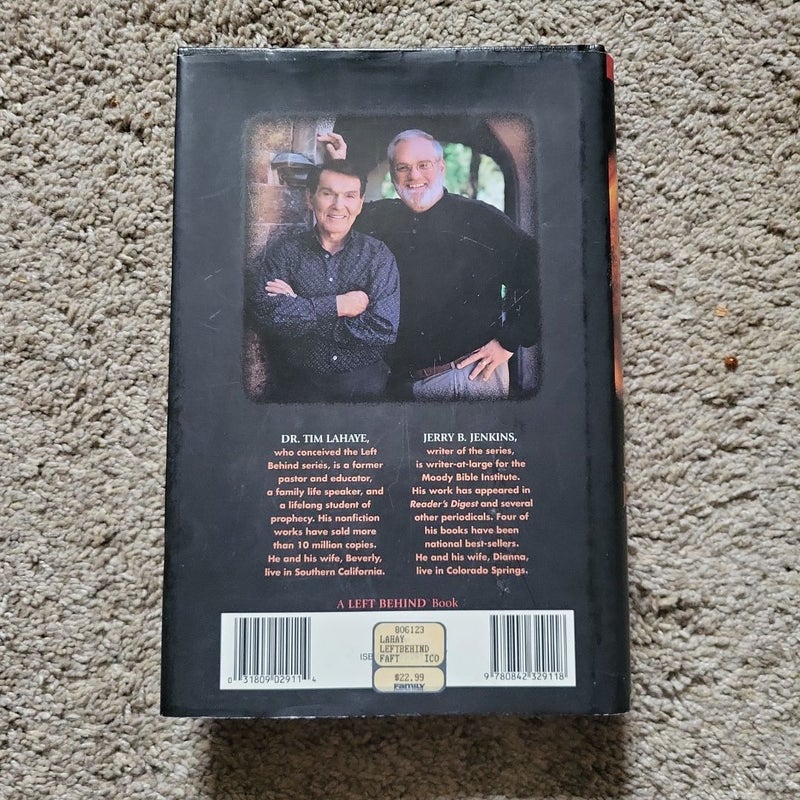 DR. TIM LAHAYE,
who conceived the Left
Behind series, is a former
pastor and educator,
a family life speaker, and
a lifelong student of
prophecy. His nonfiction
works have sold more
than 10 million copies.
He and his wife, Beverly,
live in Southern California.
JERRY B. JENKINS,
writer of the series,
is writer-at-large for the
Moody Bible Institute.
His work has appeared in
Reader's Digest and several
other periodicals. Four of
his books have been
national best-sellers.
He and his wife, Dianna,
live in Colorado Springs.
A LEFT BEHIND™ Book
0 31809 02911 4
ISB
806123
LAHAY
LEFTBEHIND
FAFT ICO
$22.99
FAMILY
9 780842 329118